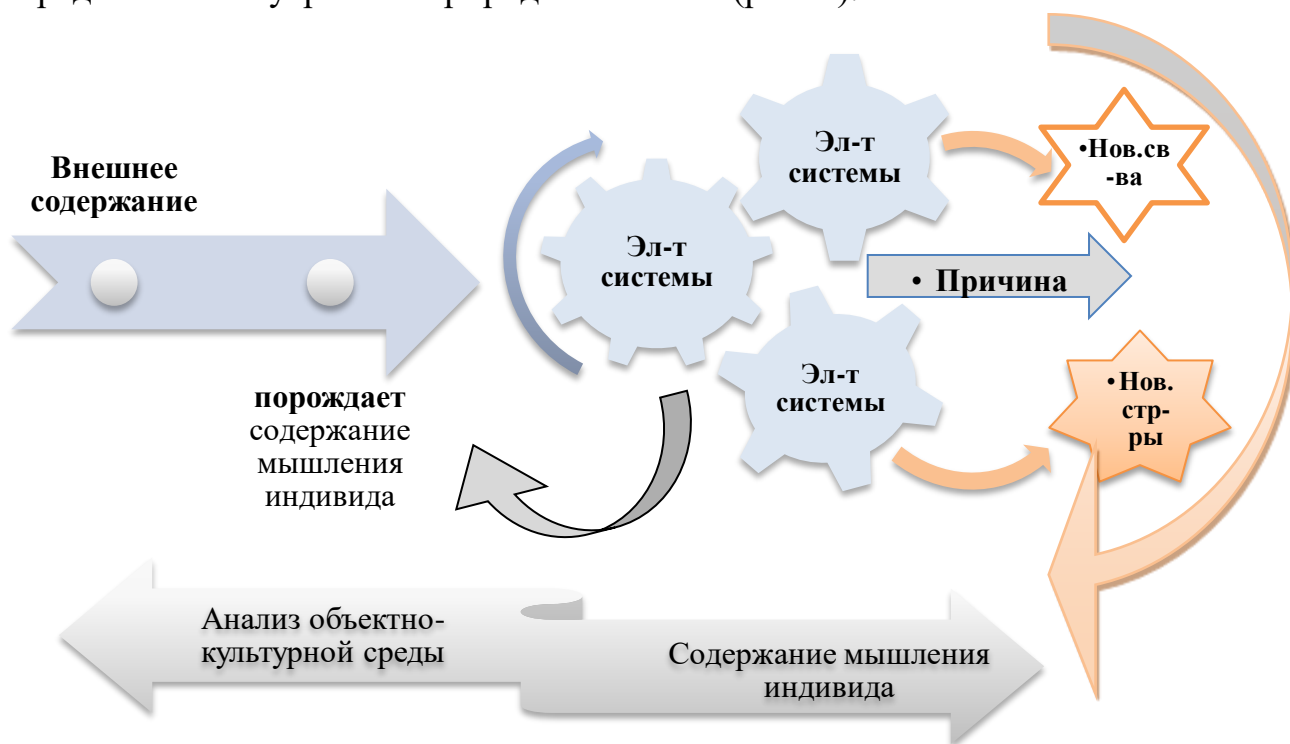 Внешнее
содержание
Эл-т
системы
Эл-т
системы
Эл-т
системы
•Нов.св
-ва
• Причина
•Нов.
стр-
ры
порождает
содержание
мышления
индивида
Анализ объектно-
культурной среды
Содержание мышления
индивида